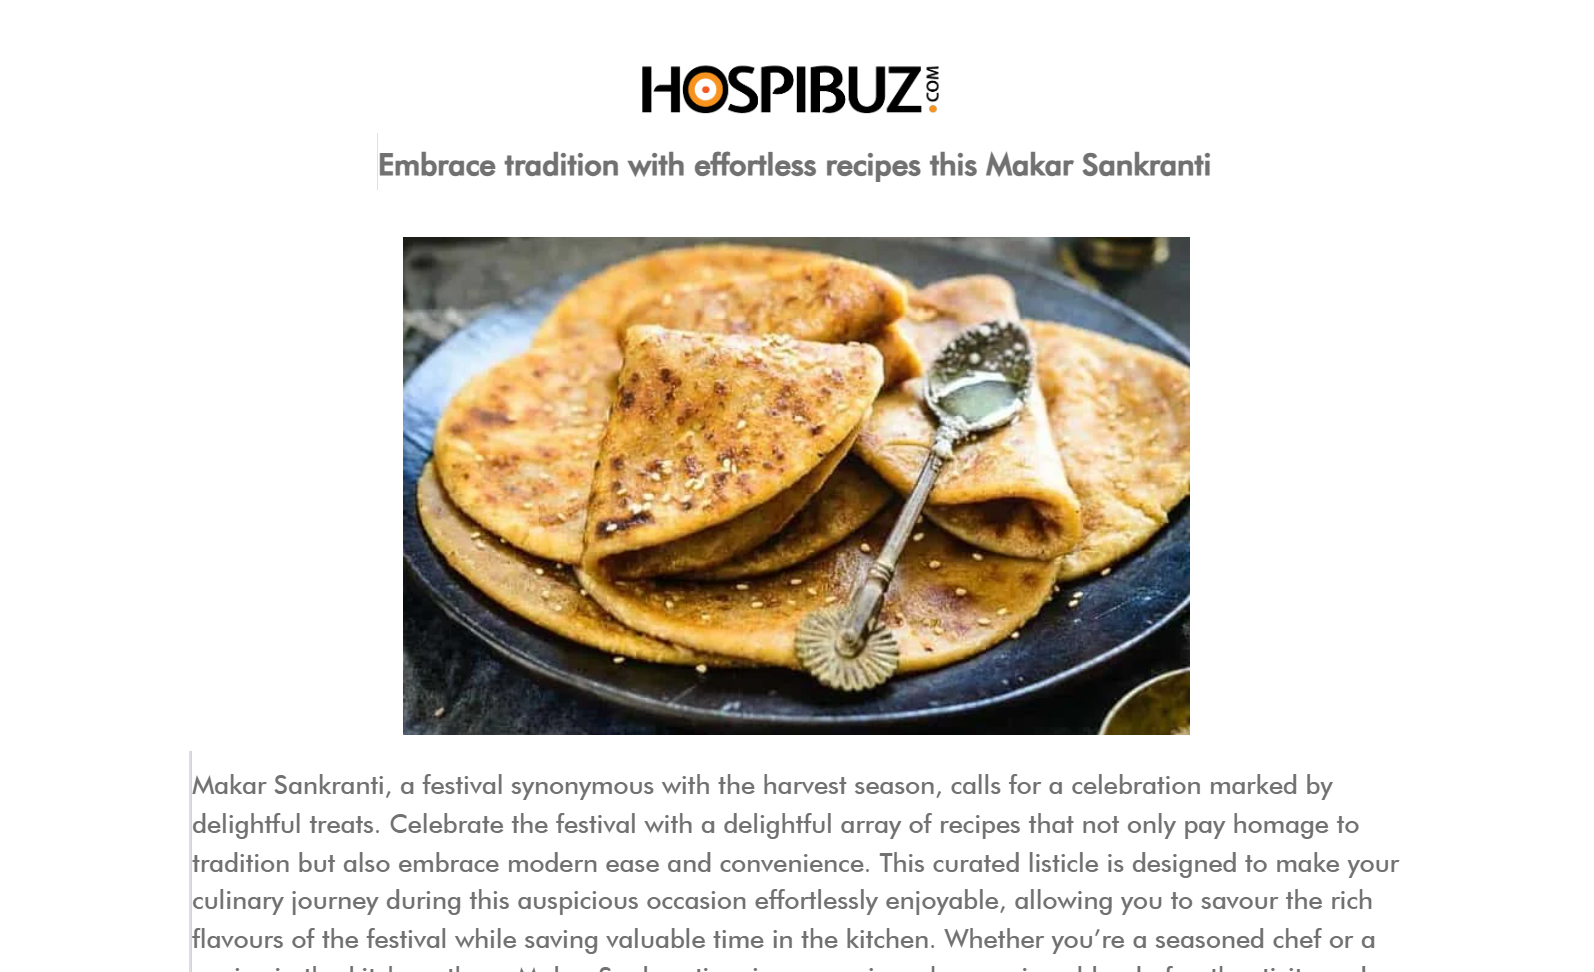 HOSPIBUZ.COM
Embrace tradition with effortless recipes this Makar Sankranti
Makar Sankranti, a festival synonymous with the harvest season, calls for a celebration marked by
delightful treats. Celebrate the festival with a delightful array of recipes that not only pay homage to
tradition but also embrace modern ease and convenience. This curated listicle is designed to make your
culinary journey during this auspicious occasion effortlessly enjoyable, allowing you to savour the rich
flavours of the festival while saving valuable time in the kitchen. Whether you’re a seasoned chef or a